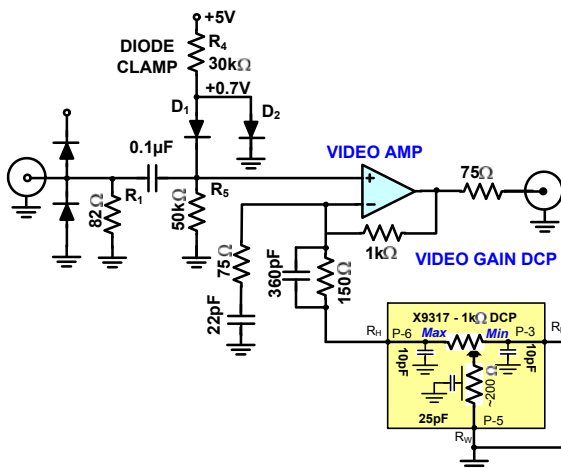 +5V
DIODE
CLAMP
R4
30kΩ
+0.7V
D1
D2
0.1µF
VIDEO AMP
82Ω
R1
50kΩ
R5
75Ω
1kΩ
75Ω
22pF
360pF
150Ω
VIDEO GAIN DCP
X9317 - 1kΩ DCP
RH
P-6
Max
Min
P-3
10pF
10pF
~200Ω
25pF
P-5
RW